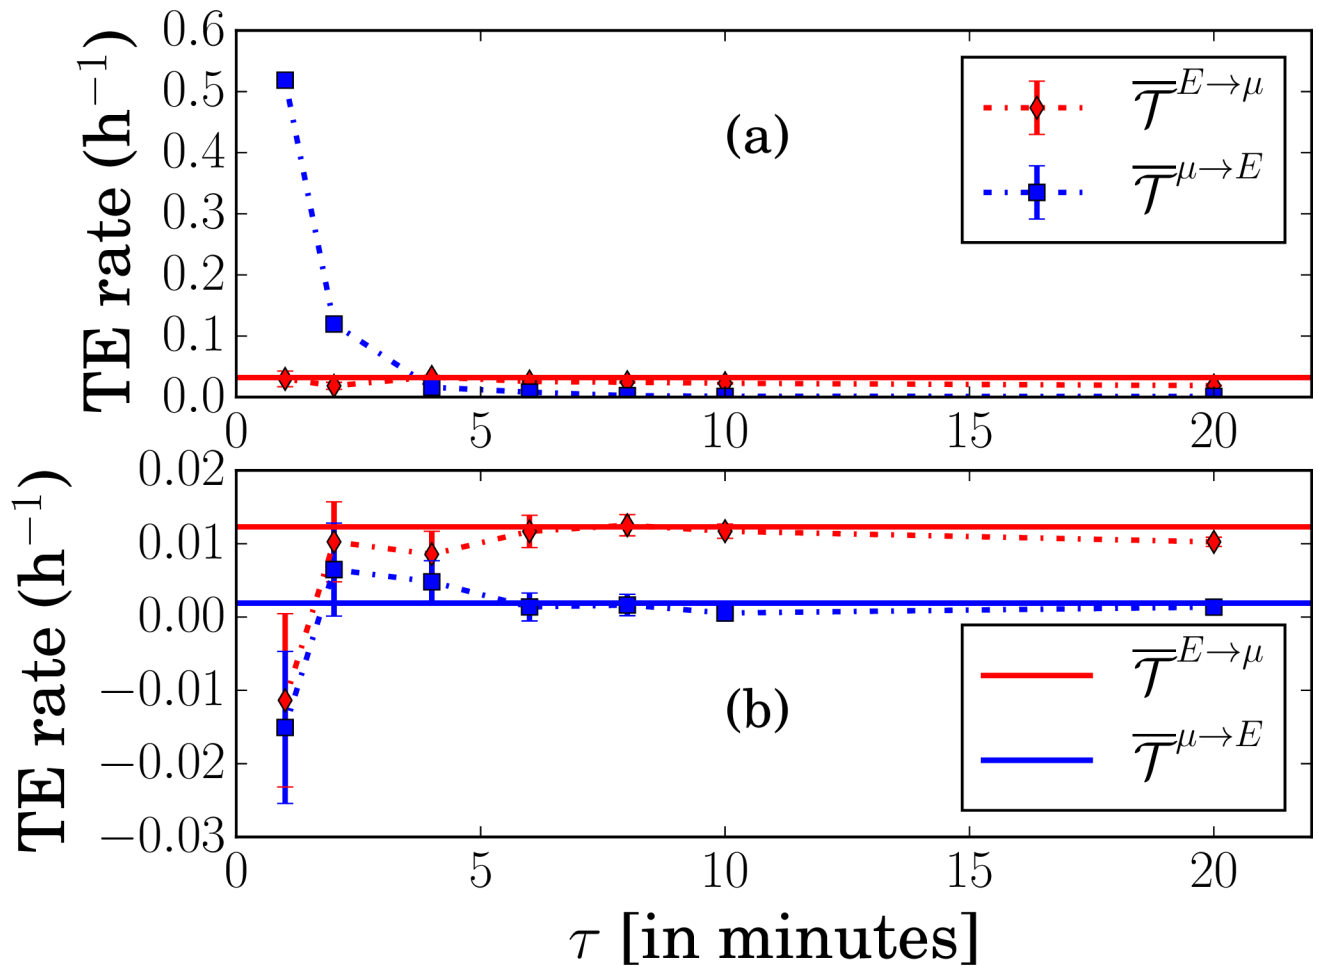 TE rate (h⁻¹)
0.6
0.5
0.4
0.3
0.2
0.1
0.0
(a)
𝒯̅^{E→μ}
𝒯̅^{μ→E}
0 5 10 15 20
TE rate (h⁻¹)
0.02
0.01
0.00
−0.01
−0.02
−0.03
(b)
𝒯̅^{E→μ}
𝒯̅^{μ→E}
0 5 10 15 20
τ [in minutes]